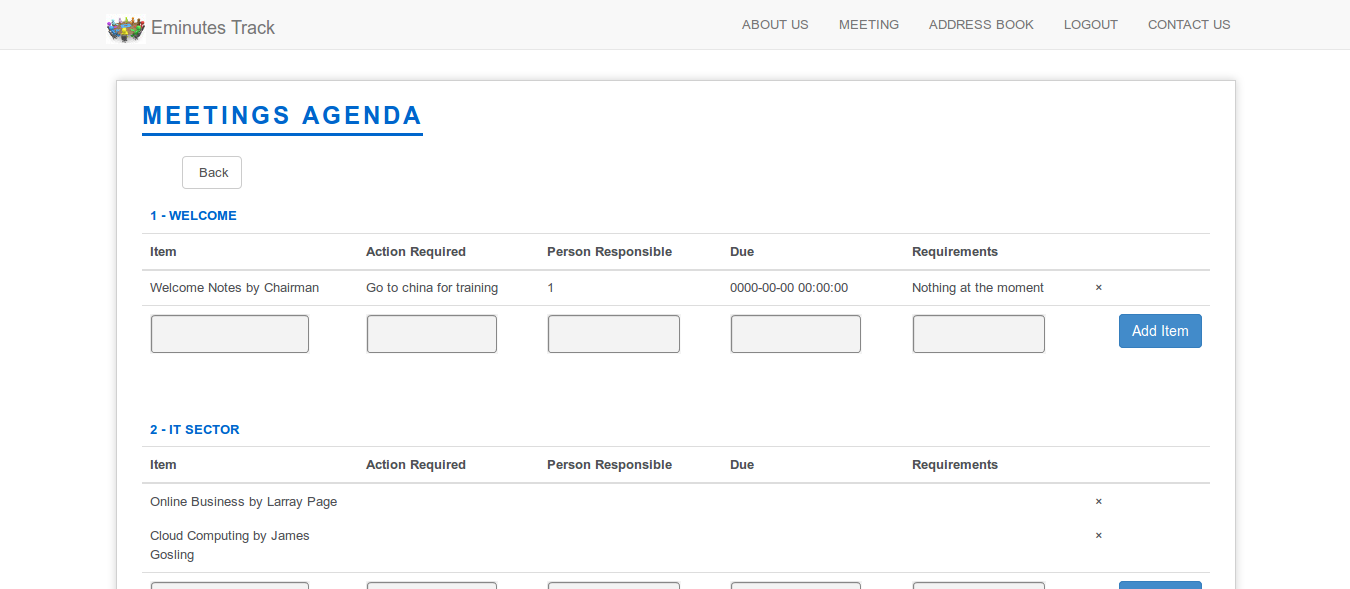 Eminutes Track
ABOUT US MEETING ADDRESS BOOK LOGOUT CONTACT US
MEETINGS AGENDA
Back
1 - WELCOME
Item Action Required Person Responsible Due Requirements
Welcome Notes by Chairman Go to china for training 1 0000-00-00 00:00:00 Nothing at the moment ×
Add Item
2 - IT SECTOR
Item Action Required Person Responsible Due Requirements
Online Business by Larray Page ×
Cloud Computing by James ×
Gosling